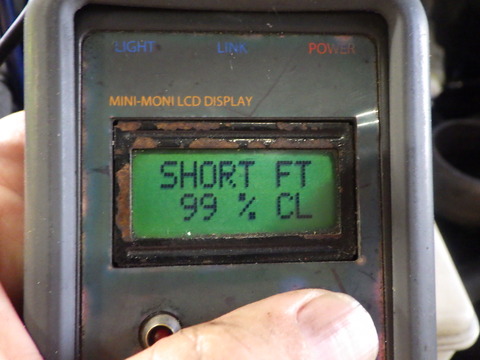 LIGHT LINK POWER
MINI-MONI LCD DISPLAY
SHORT FT
99 % CL